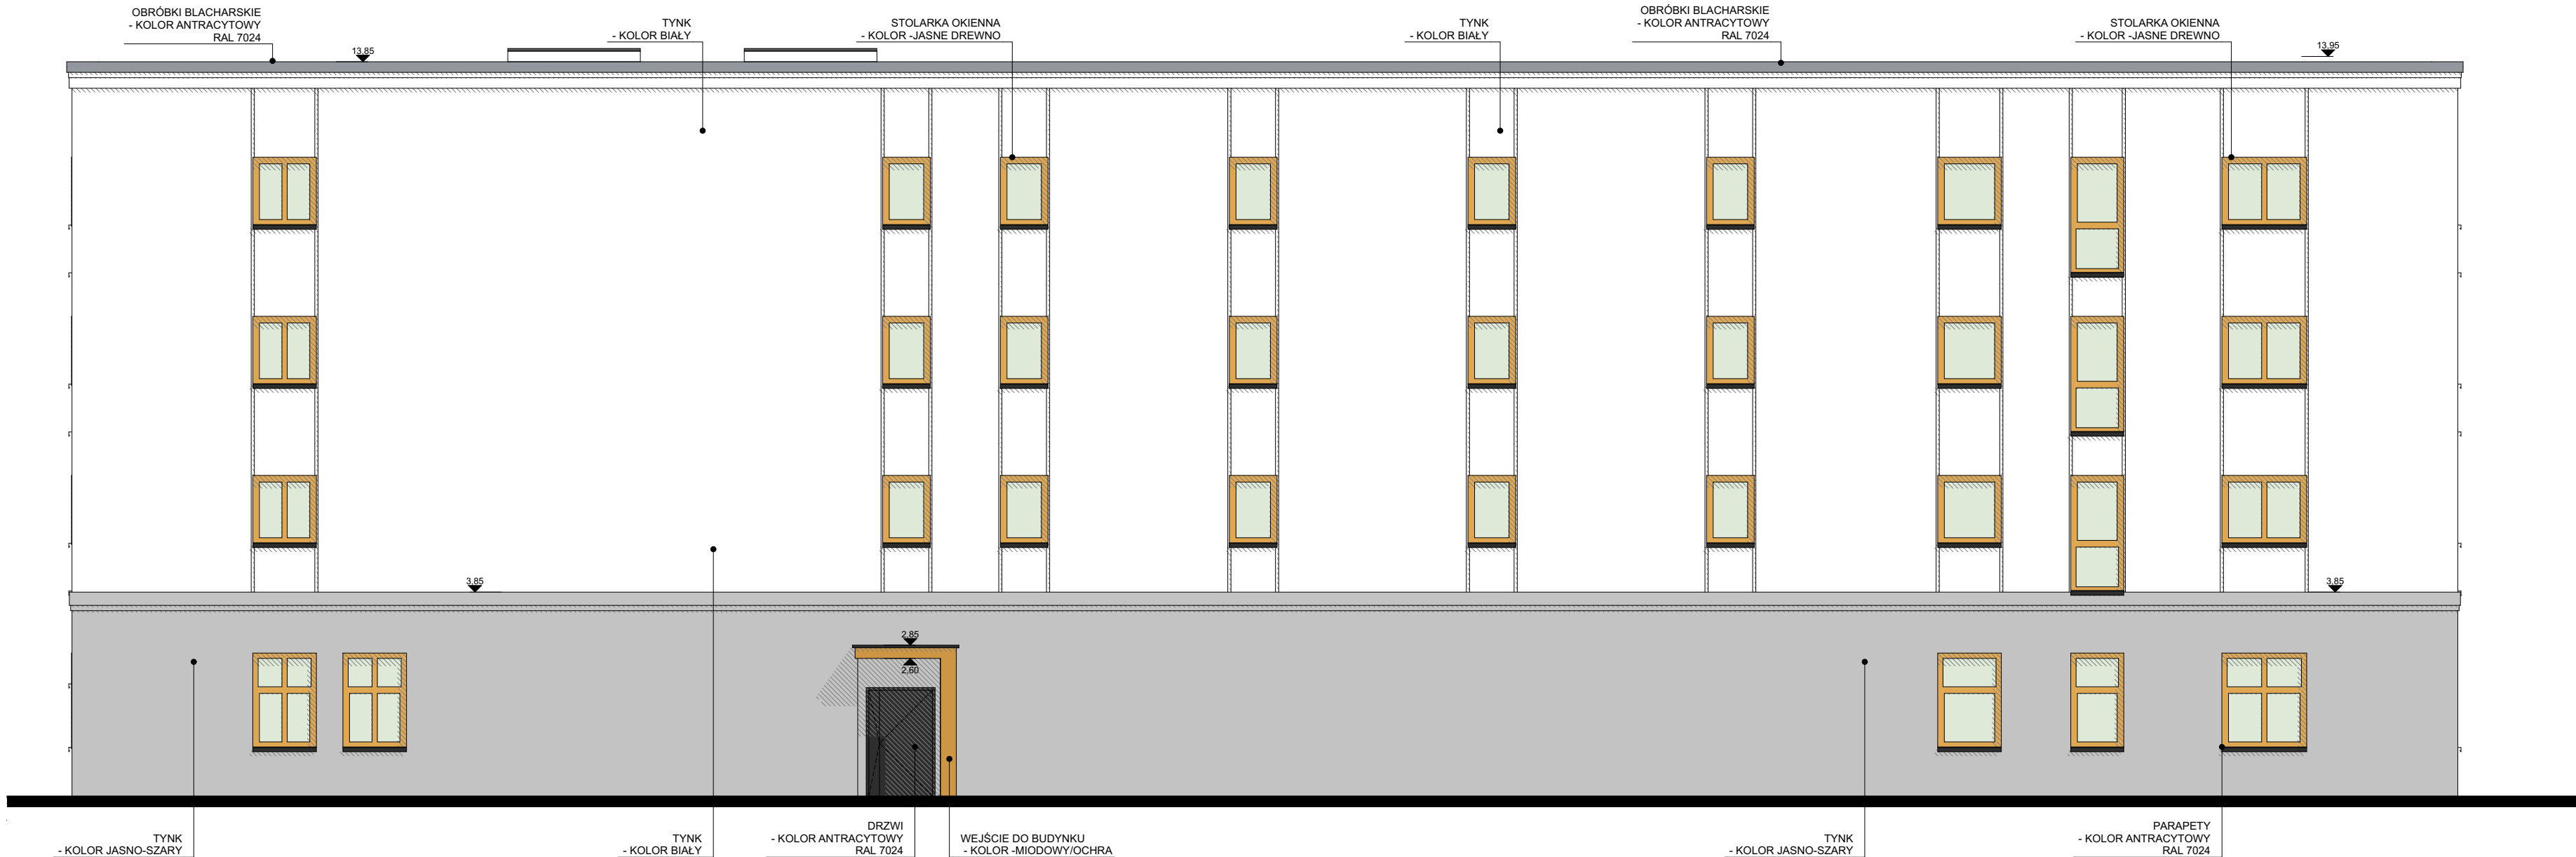 OBRÓBKI BLACHARSKIE
- KOLOR ANTRACYTOWY
RAL 7024
13,85
TYNK
- KOLOR BIAŁY
STOLARKA OKIENNA
- KOLOR -JASNE DREWNO
TYNK
- KOLOR BIAŁY
OBRÓBKI BLACHARSKIE
- KOLOR ANTRACYTOWY
RAL 7024
STOLARKA OKIENNA
- KOLOR -JASNE DREWNO
13,95
3,85
3,85
2,85
2,60
TYNK
- KOLOR JASNO-SZARY
TYNK
- KOLOR BIAŁY
DRZWI
- KOLOR ANTRACYTOWY
RAL 7024
WEJŚCIE DO BUDYNKU
- KOLOR -MIODOWY/OCHRA
TYNK
- KOLOR JASNO-SZARY
PARAPETY
- KOLOR ANTRACYTOWY
RAL 7024